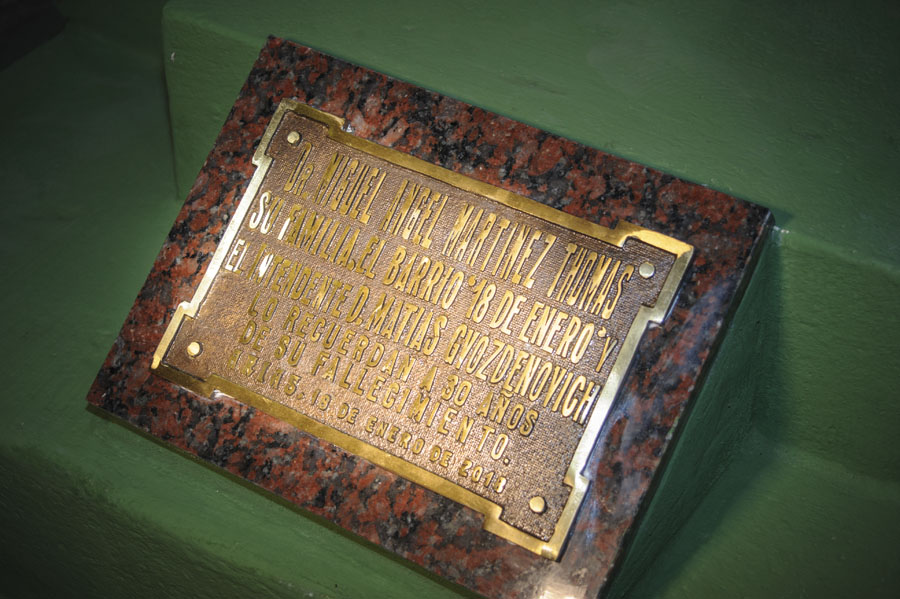 DR. MIGUEL ANGEL MARTINEZ THOMAS
SU FAMILIA, EL BARRIO "18 DE ENERO" Y
EL INTENDENTE D. MATIAS GVOZDENOVICH
LO RECUERDAN A 30 AÑOS
DE SU FALLECIMIENTO.
18 DE ENERO DE 2013